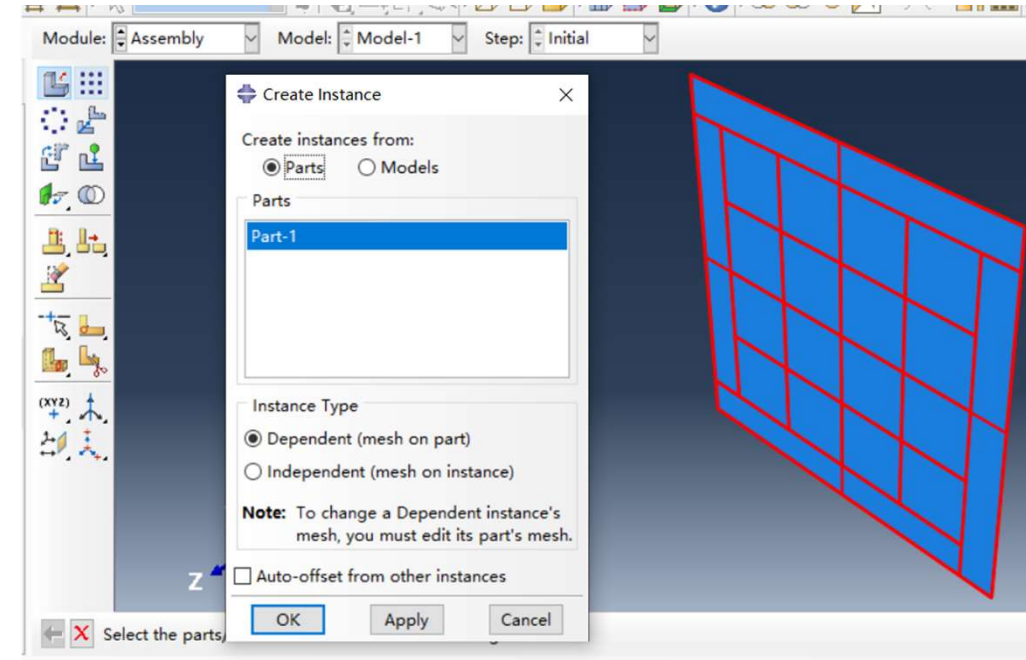 Module: Assembly Model: Model-1 Step: Initial
Create Instance
Create instances from:
Parts Models
Parts
Part-1
Instance Type
Dependent (mesh on part)
Independent (mesh on instance)
Note: To change a Dependent instance's
mesh, you must edit its part's mesh.
Auto-offset from other instances
OK Apply Cancel
(XYZ)
Z
Select the parts/